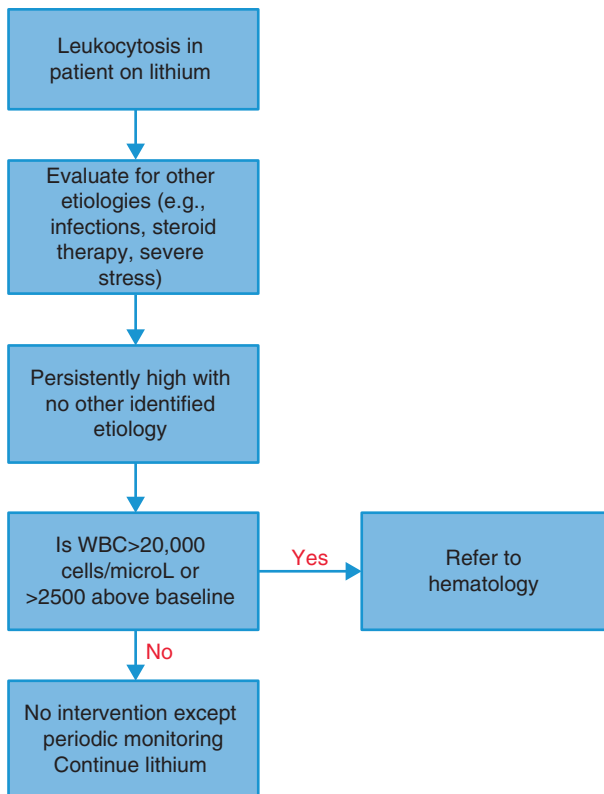 Leukocytosis in
patient on lithium
Evaluate for other
etiologies (e.g.,
infections, steroid
therapy, severe
stress)
Persistently high with
no other identified
etiology
Is WBC>20,000
cells/microL or
>2500 above baseline
Yes
Refer to
hematology
No
No intervention except
periodic monitoring
Continue lithium